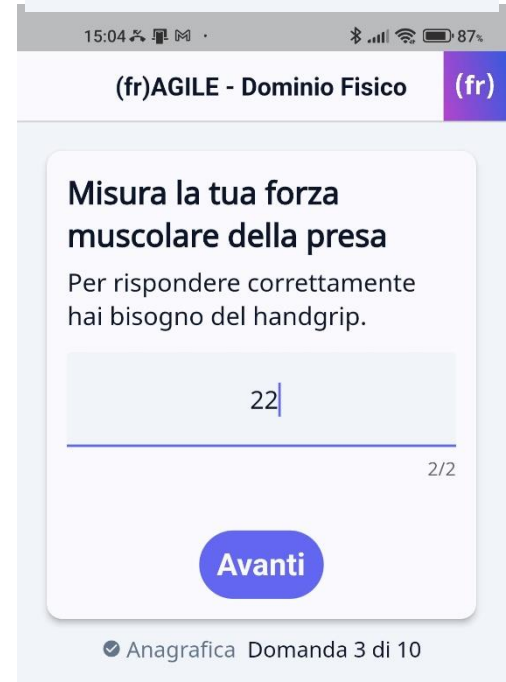 15:04
87%
(fr)AGILE - Dominio Fisico
(fr)
Misura la tua forza
muscolare della presa
Per rispondere correttamente
hai bisogno del handgrip.
22
2/2
Avanti
Anagrafica Domanda 3 di 10